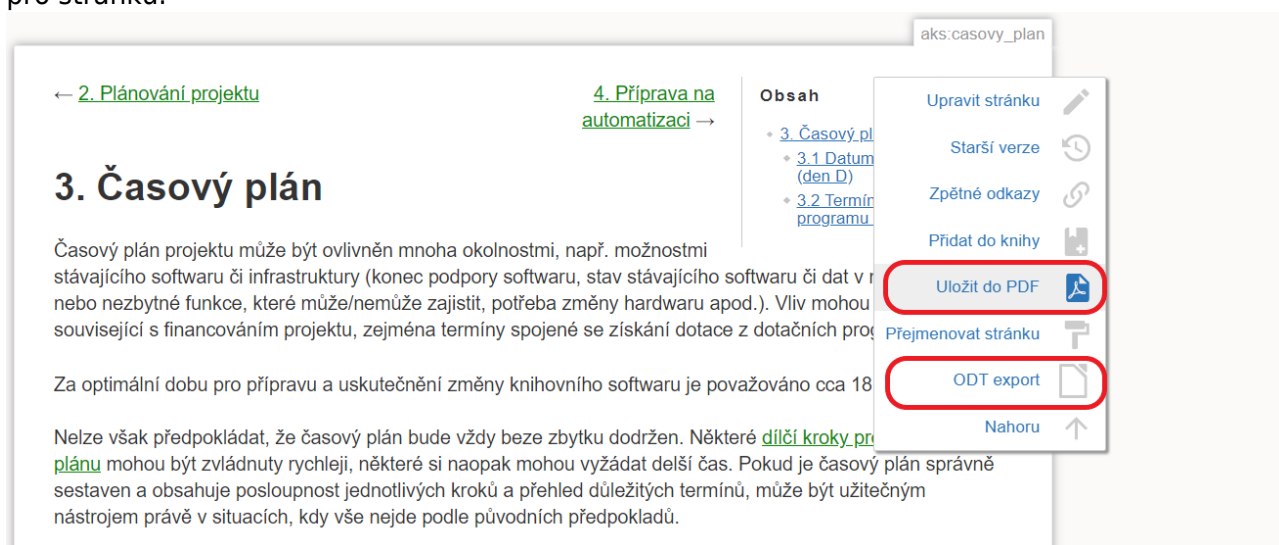 pro stránku.
aks:casovy_plan
← 2. Plánování projektu
4. Příprava na
automatizaci →
Obsah
3. Časový pl
3.1 Datum
(den D)
3.2 Termín
programu
Upravit stránku
Starší verze
Zpětné odkazy
Přidat do knihy
Uložit do PDF
Přejmenovat stránku
ODT export
Nahoru
3. Časový plán
Časový plán projektu může být ovlivněn mnoha okolnostmi, např. možnostmi
stávajícího softwaru či infrastruktury (konec podpory softwaru, stav stávajícího softwaru či dat v
nebo nezbytné funkce, které může/nemůže zajistit, potřeba změny hardwaru apod.). Vliv mohou
související s financováním projektu, zejména termíny spojené se získání dotace z dotačních prog
Za optimální dobu pro přípravu a uskutečnění změny knihovního softwaru je považováno cca 18
Nelze však předpokládat, že časový plán bude vždy beze zbytku dodržen. Některé dílčí kroky pro
plánu mohou být zvládnuty rychleji, některé si naopak mohou vyžádat delší čas. Pokud je časový plán správně
sestaven a obsahuje posloupnost jednotlivých kroků a přehled důležitých termínů, může být užitečným
nástrojem právě v situacích, kdy vše nejde podle původních předpokladů.